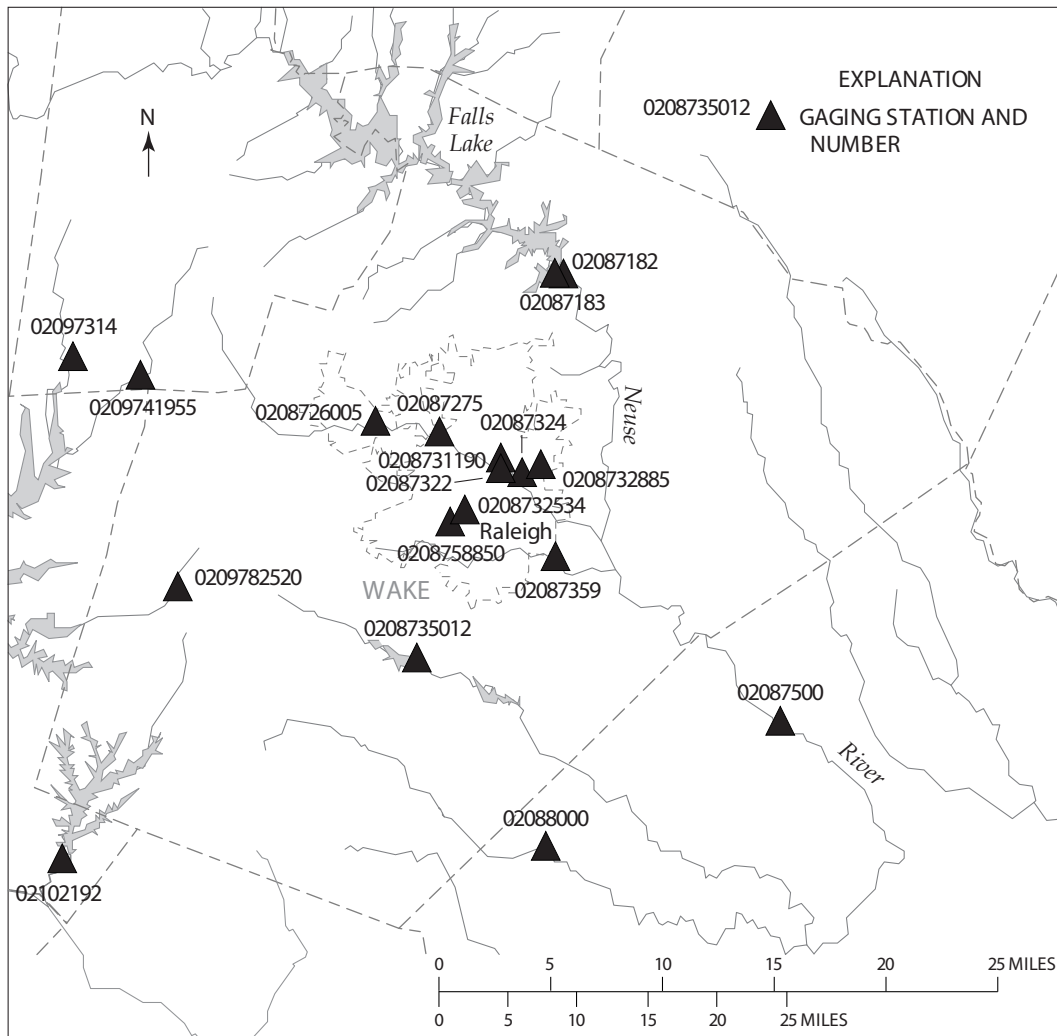 EXPLANATION
0208735012
GAGING STATION AND
NUMBER
N
Falls
Lake
02087182
02087183
02097314
0209741955
0208726005
02087275
02087324
Neuse
0208731190
02087322
0208732885
0208732534
Raleigh
0208758850
0209782520
WAKE
02087359
0208735012
02087500
River
02088000
02102192
0 5 10 15 20 25 MILES
0 5 10 15 20 25 MILES